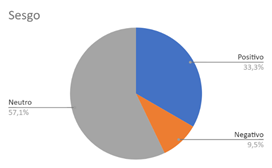 Sesgo
Positivo
33,3%
Neutro
57,1%
Negativo
9,5%